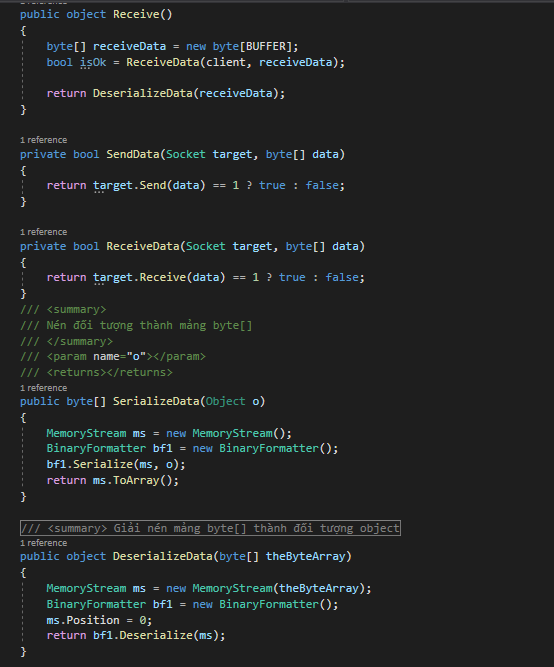 public object Receive()
{
byte[] receiveData = new byte[BUFFER];
bool isOk = ReceiveData(client, receiveData);
return DeserializeData(receiveData);
}
1 reference
private bool SendData(Socket target, byte[] data)
{
return target.Send(data) == 1 ? true : false;
}
1 reference
private bool ReceiveData(Socket target, byte[] data)
{
return target.Receive(data) == 1 ? true : false;
}
/// <summary>
/// Nén đối tượng thành mảng byte[]
/// </summary>
/// <param name="o"></param>
/// <returns></returns>
1 reference
public byte[] SerializeData(Object o)
{
MemoryStream ms = new MemoryStream();
BinaryFormatter bf1 = new BinaryFormatter();
bf1.Serialize(ms, o);
return ms.ToArray();
}
/// <summary> Giải nén mảng byte[] thành đối tượng object
1 reference
public object DeserializeData(byte[] theByteArray)
{
MemoryStream ms = new MemoryStream(theByteArray);
BinaryFormatter bf1 = new BinaryFormatter();
ms.Position = 0;
return bf1.Deserialize(ms);
}